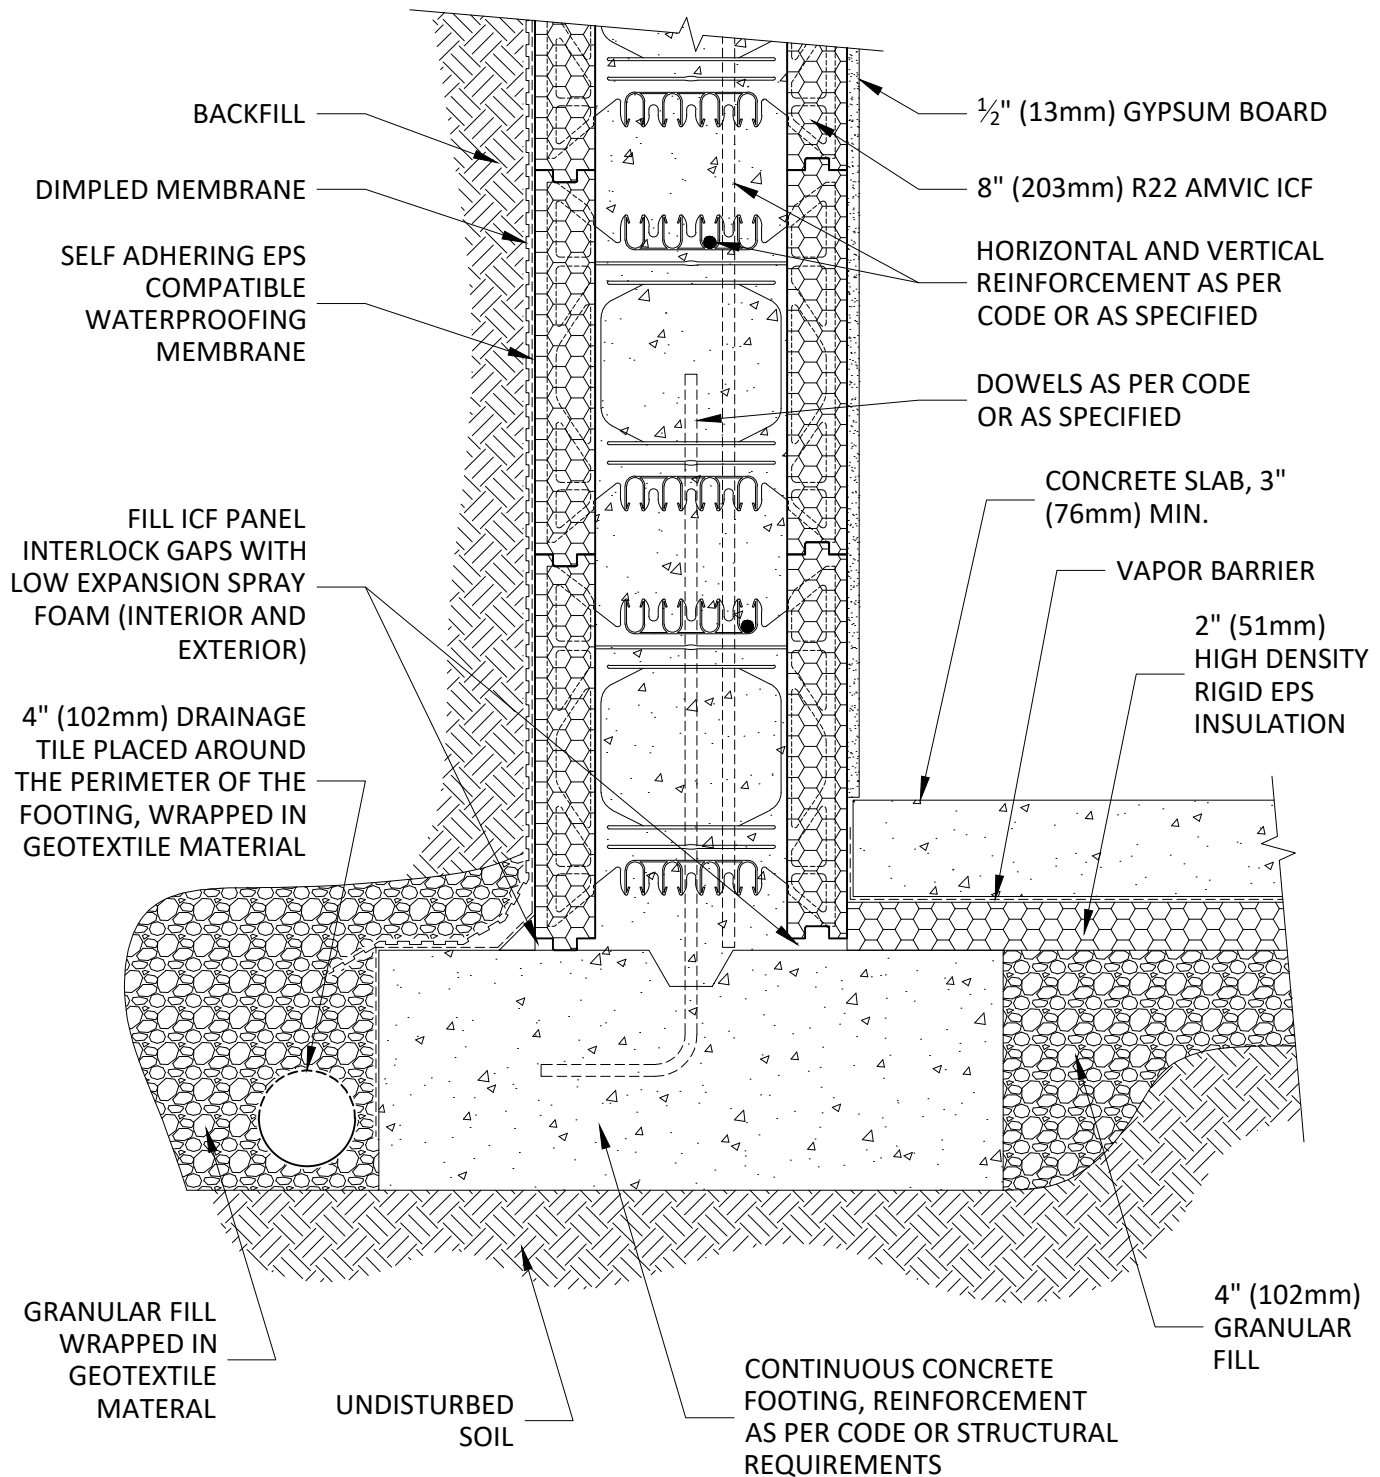 BACKFILL
DIMPLED MEMBRANE
SELF ADHERING EPS
COMPATIBLE
WATERPROOFING
MEMBRANE
FILL ICF PANEL
INTERLOCK GAPS WITH
LOW EXPANSION SPRAY
FOAM (INTERIOR AND
EXTERIOR)
4" (102mm) DRAINAGE
TILE PLACED AROUND
THE PERIMETER OF THE
FOOTING, WRAPPED IN
GEOTEXTILE MATERIAL
GRANULAR FILL
WRAPPED IN
GEOTEXTILE
MATERAL
UNDISTURBED
SOIL
½" (13mm) GYPSUM BOARD
8" (203mm) R22 AMVIC ICF
HORIZONTAL AND VERTICAL
REINFORCEMENT AS PER
CODE OR AS SPECIFIED
DOWELS AS PER CODE
OR AS SPECIFIED
CONCRETE SLAB, 3"
(76mm) MIN.
VAPOR BARRIER
2" (51mm)
HIGH DENSITY
RIGID EPS
INSULATION
4" (102mm)
GRANULAR
FILL
CONTINUOUS CONCRETE
FOOTING, REINFORCEMENT
AS PER CODE OR STRUCTURAL
REQUIREMENTS